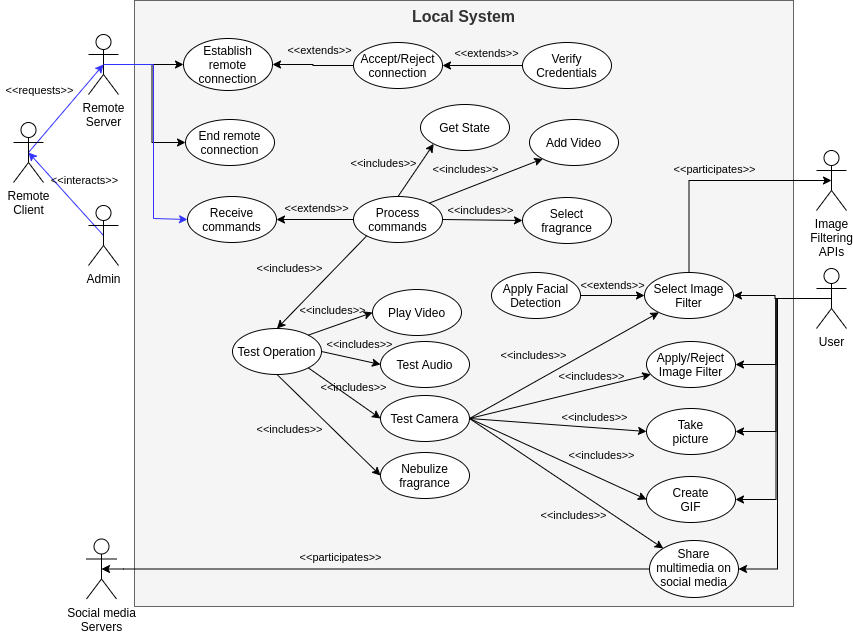 Local System
Establish
remote
connection
<<extends>>
Accept/Reject
connection
<<extends>>
Verify
Credentials
<<requests>>
Remote
Server
End remote
connection
Get State
Add Video
<<includes>>
<<includes>>
<<participates>>
<<interacts>>
Remote
Client
Receive
commands
<<extends>>
Process
commands
<<includes>>
Select
fragrance
Image
Filtering
APIs
Admin
<<includes>>
Apply Facial
Detection
<<extends>>
Select Image
Filter
<<includes>>
Play Video
User
Test Operation
<<includes>>
Test Audio
<<includes>>
Apply/Reject
Image Filter
<<includes>>
<<includes>>
Test Camera
<<includes>>
Take
picture
<<includes>>
<<includes>>
Nebulize
fragrance
Create
GIF
<<includes>>
<<participates>>
Share
multimedia on
social media
Social media
Servers